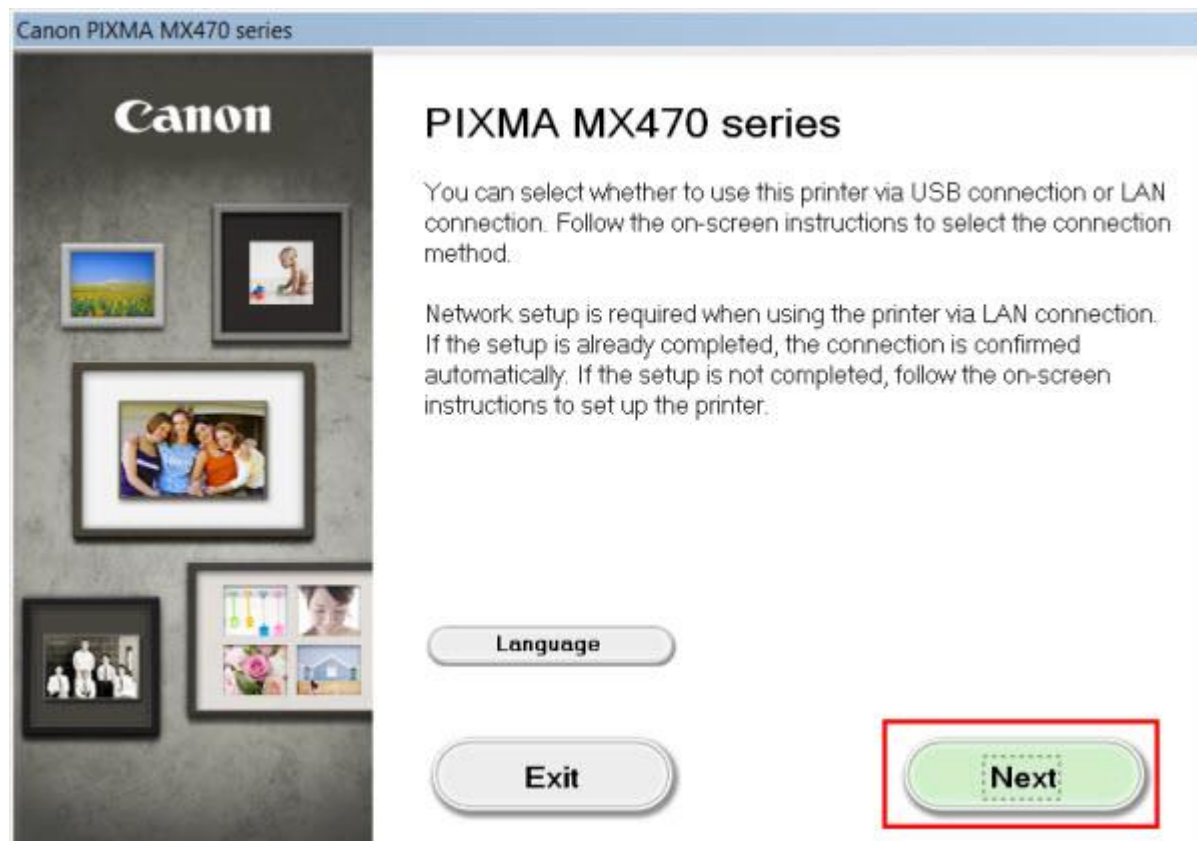 Canon PIXMA MX470 series
Canon
PIXMA MX470 series
You can select whether to use this printer via USB connection or LAN
connection. Follow the on-screen instructions to select the connection
method.
Network setup is required when using the printer via LAN connection.
If the setup is already completed, the connection is confirmed
automatically. If the setup is not completed, follow the on-screen
instructions to set up the printer.
Language
Exit
Next